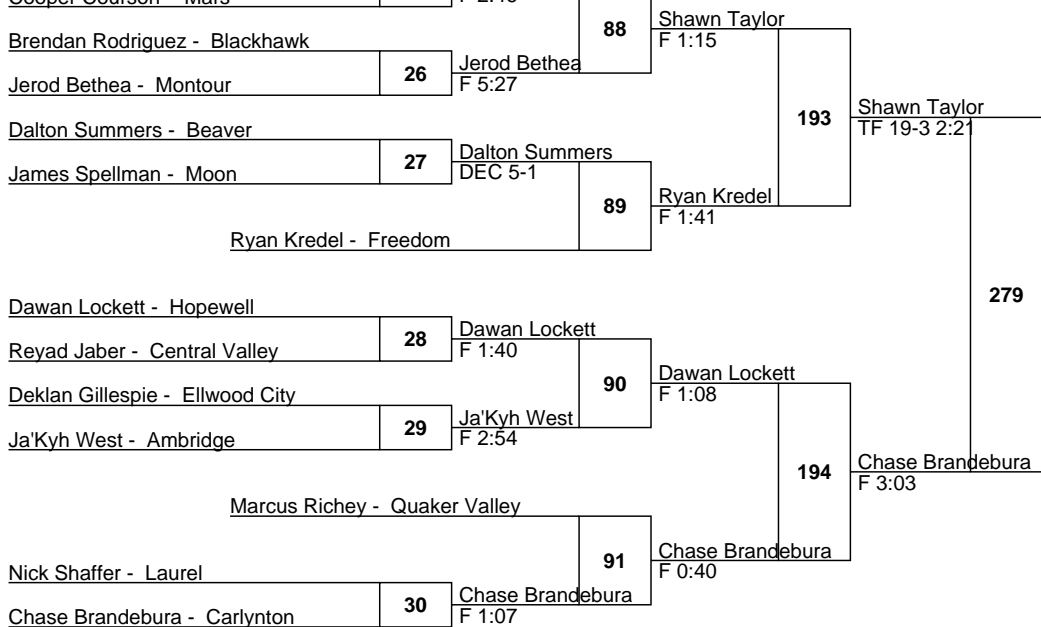 Cooper Courson - Mars
F 2:48
Brendan Rodriguez - Blackhawk
26
Jerod Bethea - Montour
Jerod Bethea
F 5:27
88
Shawn Taylor
F 1:15
Dalton Summers - Beaver
27
James Spellman - Moon
Dalton Summers
DEC 5-1
89
Ryan Kredel - Freedom
Ryan Kredel
F 1:41
193
Shawn Taylor
TF 19-3 2:21
Dawan Lockett - Hopewell
28
Reyad Jaber - Central Valley
Dawan Lockett
F 1:40
Deklan Gillespie - Ellwood City
29
Ja'Kyh West - Ambridge
Ja'Kyh West
F 2:54
90
Dawan Lockett
F 1:08
Marcus Richey - Quaker Valley
91
Nick Shaffer - Laurel
30
Chase Brandebura - Carlynton
Chase Brandebura
F 1:07
Chase Brandebura
F 0:40
194
Chase Brandebura
F 3:03
279